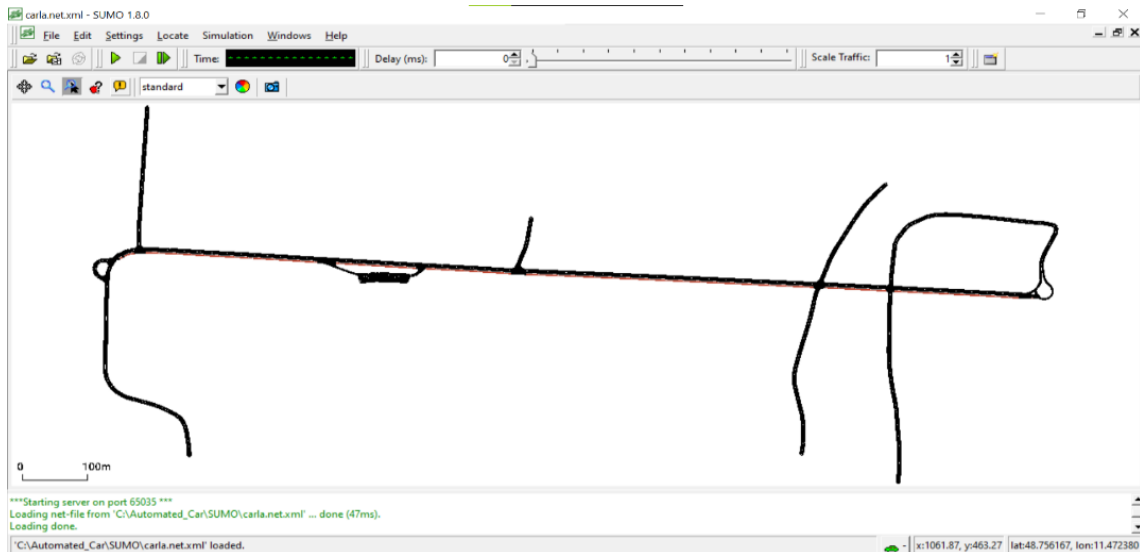 carla.net.xml - SUMO 1.8.0
File Edit Settings Locate Simulation Windows Help
Time: Delay (ms): 0 Scale Traffic: 1
standard
0 100m
***Starting server on port 65035 ***
Loading net-file from 'C:\Automated_Car\SUMO\carla.net.xml' ... done (47ms).
Loading done.
'C:\Automated_Car\SUMO\carla.net.xml' loaded. - x:1061.87, y:463.27 lat:48.756167, lon:11.472380